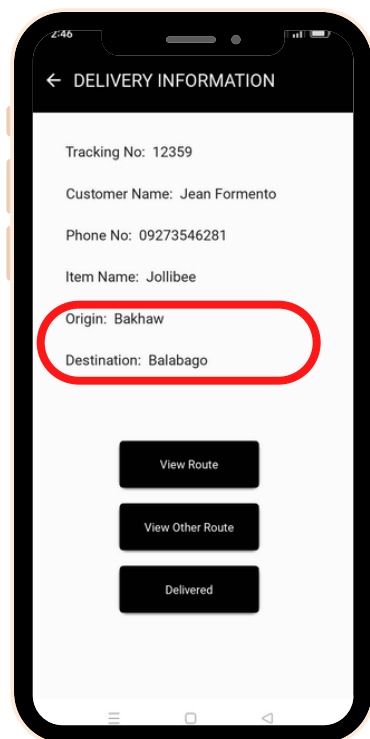 2:46
DELIVERY INFORMATION
Tracking No: 12359
Customer Name: Jean Formento
Phone No: 09273546281
Item Name: Jollibee
Origin: Bakhaw
Destination: Balabago
View Route
View Other Route
Delivered